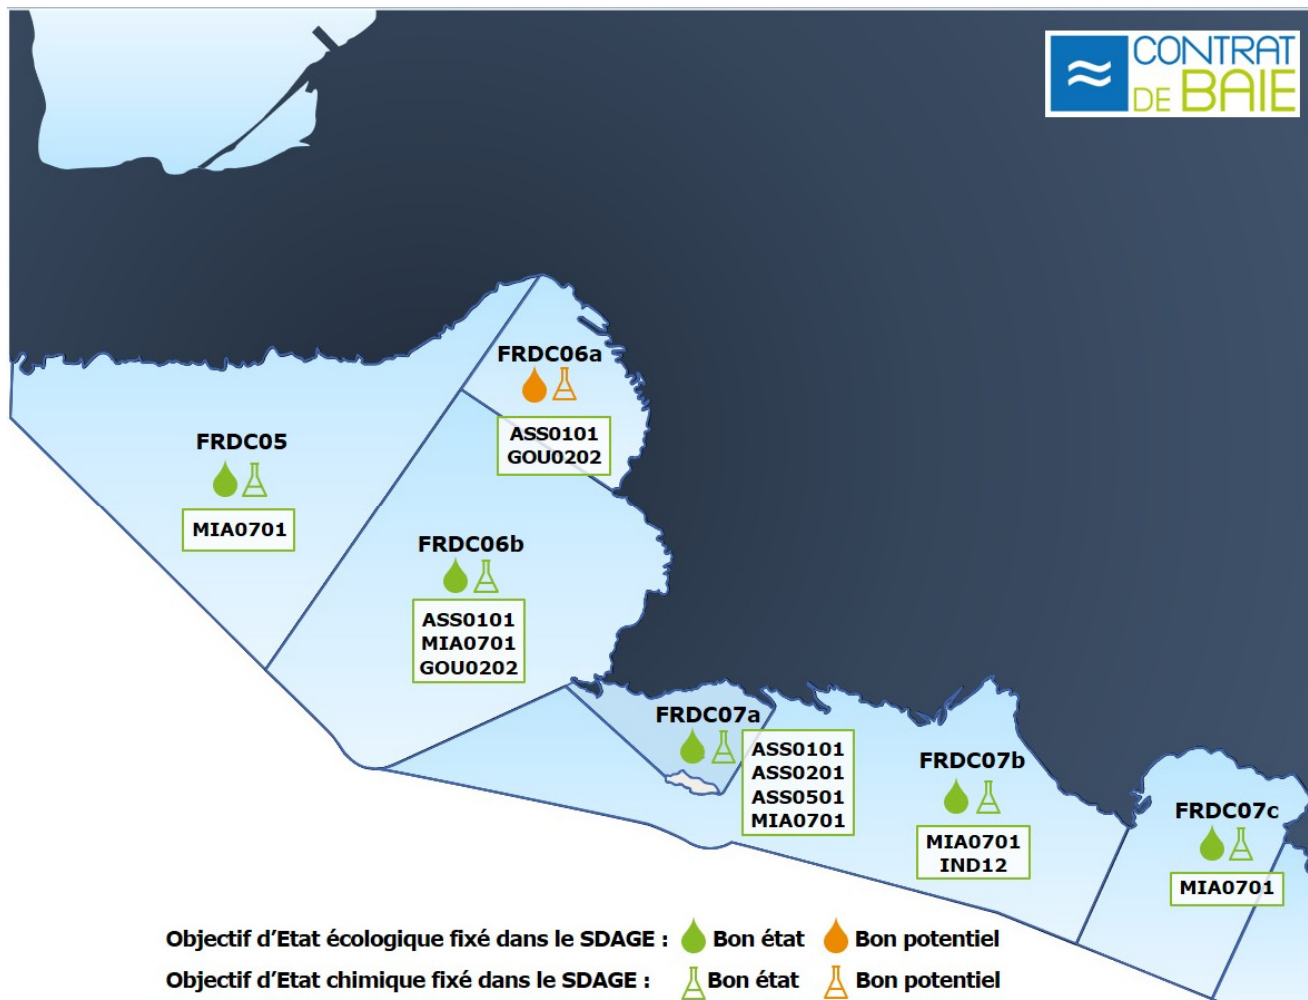 CONTRAT
DE BAIE
FRDC06a
ASS0101
GOU0202
FRDC05
MIA0701
FRDC06b
ASS0101
MIA0701
GOU0202
FRDC07a
ASS0101
ASS0201
ASS0501
MIA0701
FRDC07b
MIA0701
IND12
FRDC07c
MIA0701
Objectif d'Etat écologique fixé dans le SDAGE : Bon état Bon potentiel
Objectif d'Etat chimique fixé dans le SDAGE : Bon état Bon potentiel